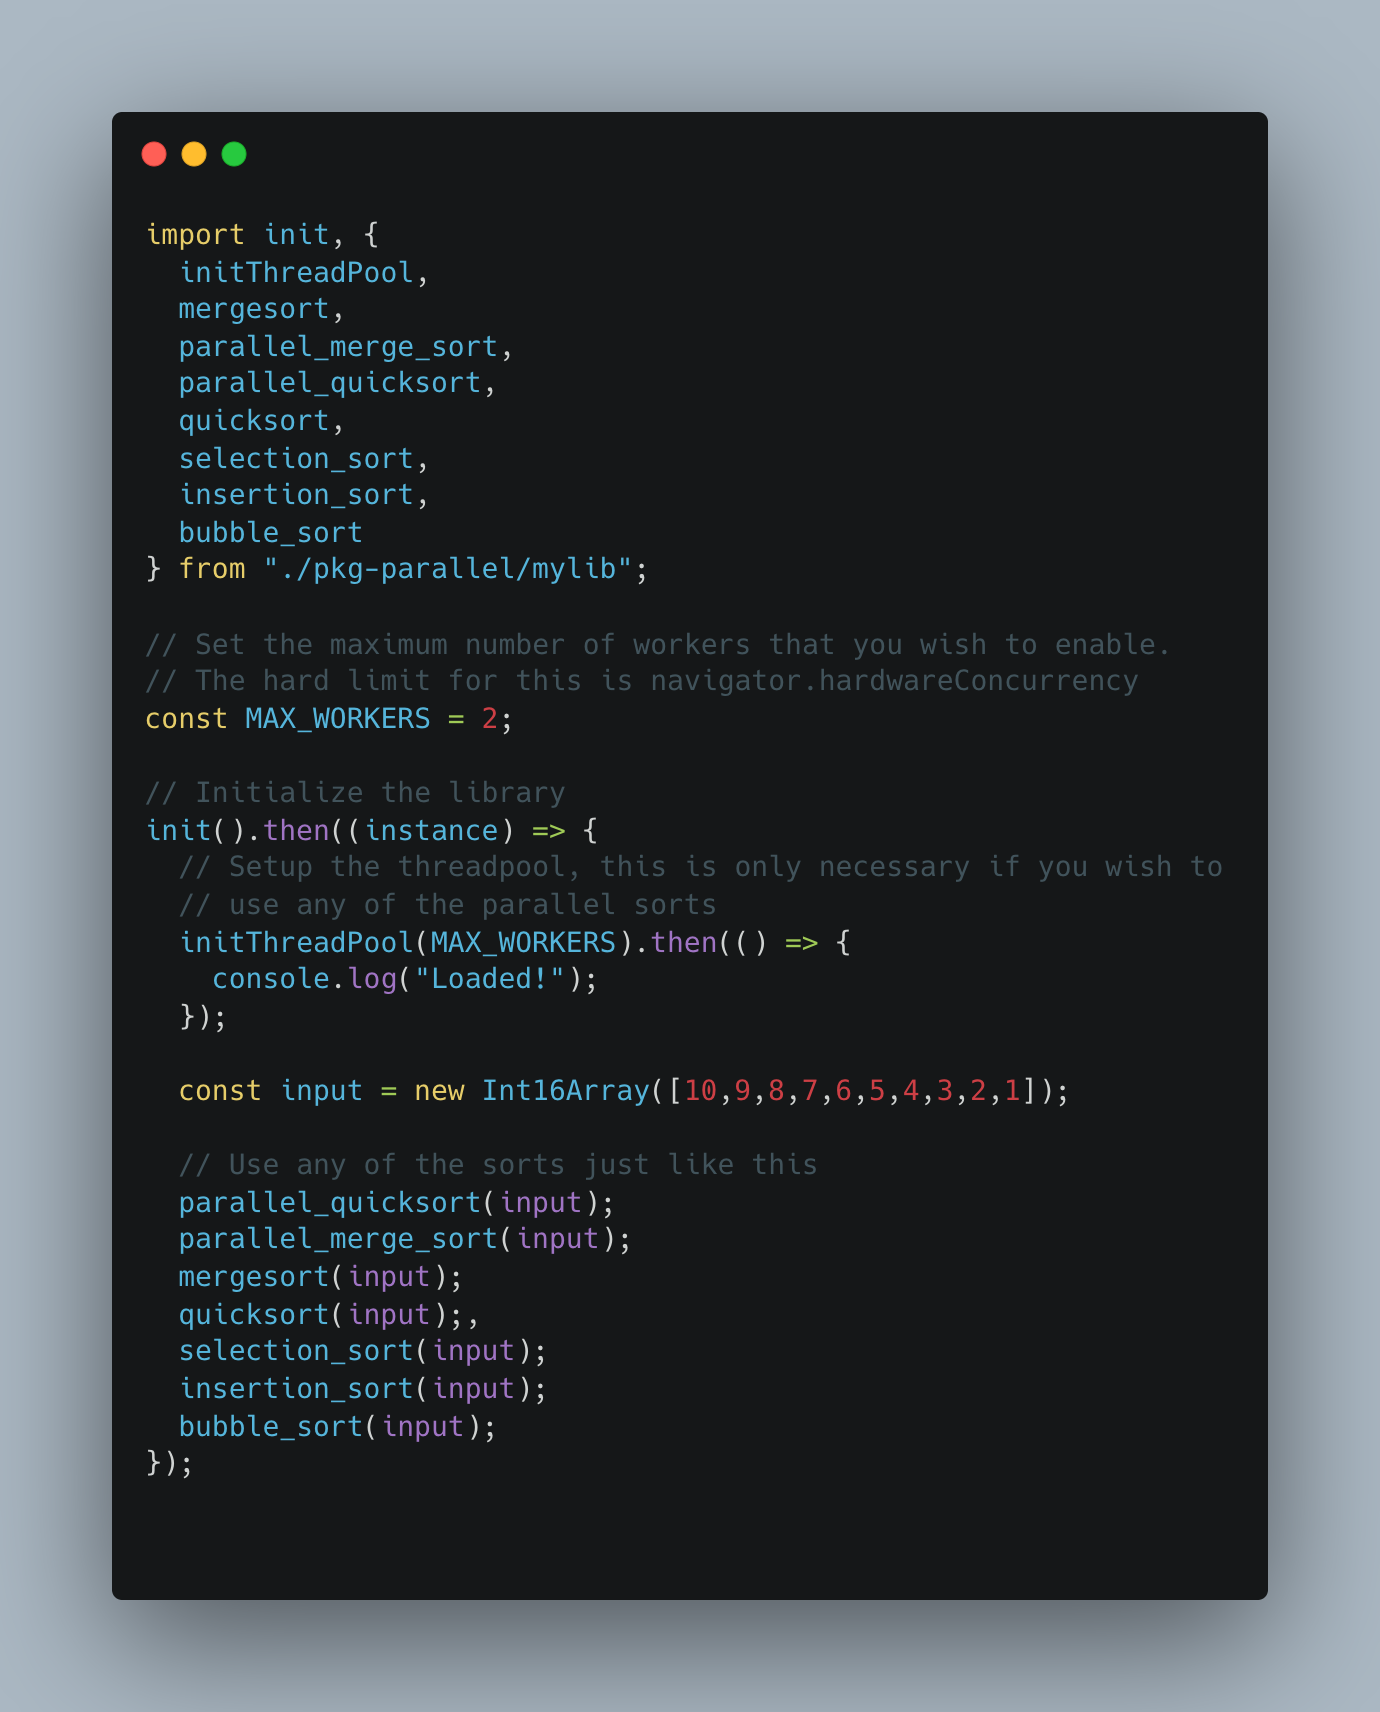 import init, {
  initThreadPool,
  mergesort,
  parallel_merge_sort,
  parallel_quicksort,
  quicksort,
  selection_sort,
  insertion_sort,
  bubble_sort
} from "./pkg-parallel/mylib";

// Set the maximum number of workers that you wish to enable.
// The hard limit for this is navigator.hardwareConcurrency
const MAX_WORKERS = 2;

// Initialize the library
init().then((instance) => {
  // Setup the threadpool, this is only necessary if you wish to
  // use any of the parallel sorts
  initThreadPool(MAX_WORKERS).then(() => {
    console.log("Loaded!");
  });

  const input = new Int16Array([10,9,8,7,6,5,4,3,2,1]);

  // Use any of the sorts just like this
  parallel_quicksort(input);
  parallel_merge_sort(input);
  mergesort(input);
  quicksort(input);,
  selection_sort(input);
  insertion_sort(input);
  bubble_sort(input);
});